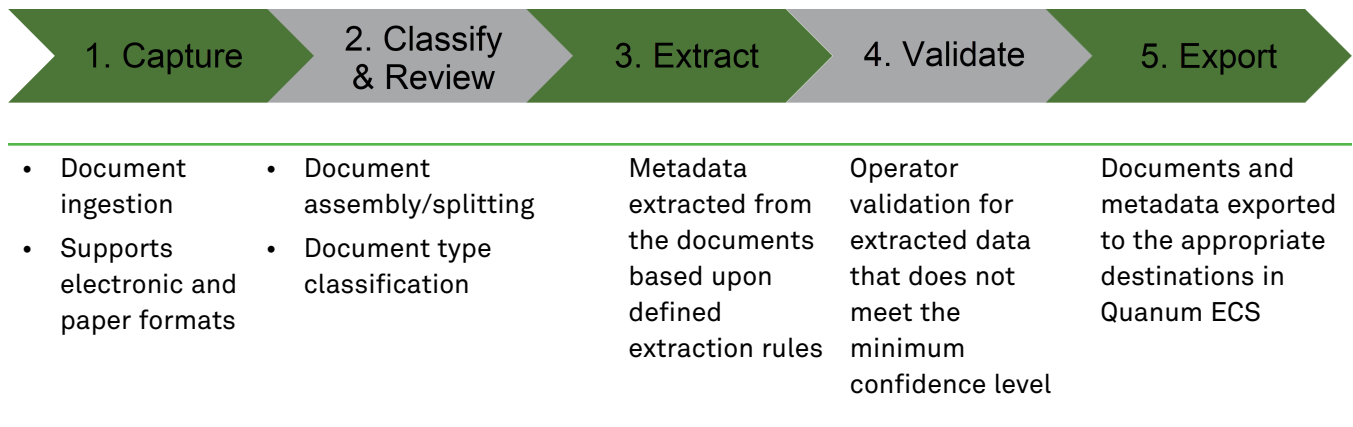 1. Capture
2. Classify
& Review
3. Extract
4. Validate
5. Export
• Document
ingestion
• Supports
electronic and
paper formats
• Document
assembly/splitting
• Document type
classification
Metadata
extracted from
the documents
based upon
defined
extraction rules
Operator
validation for
extracted data
that does not
meet the
minimum
confidence level
Documents and
metadata exported
to the appropriate
destinations in
Quanum ECS